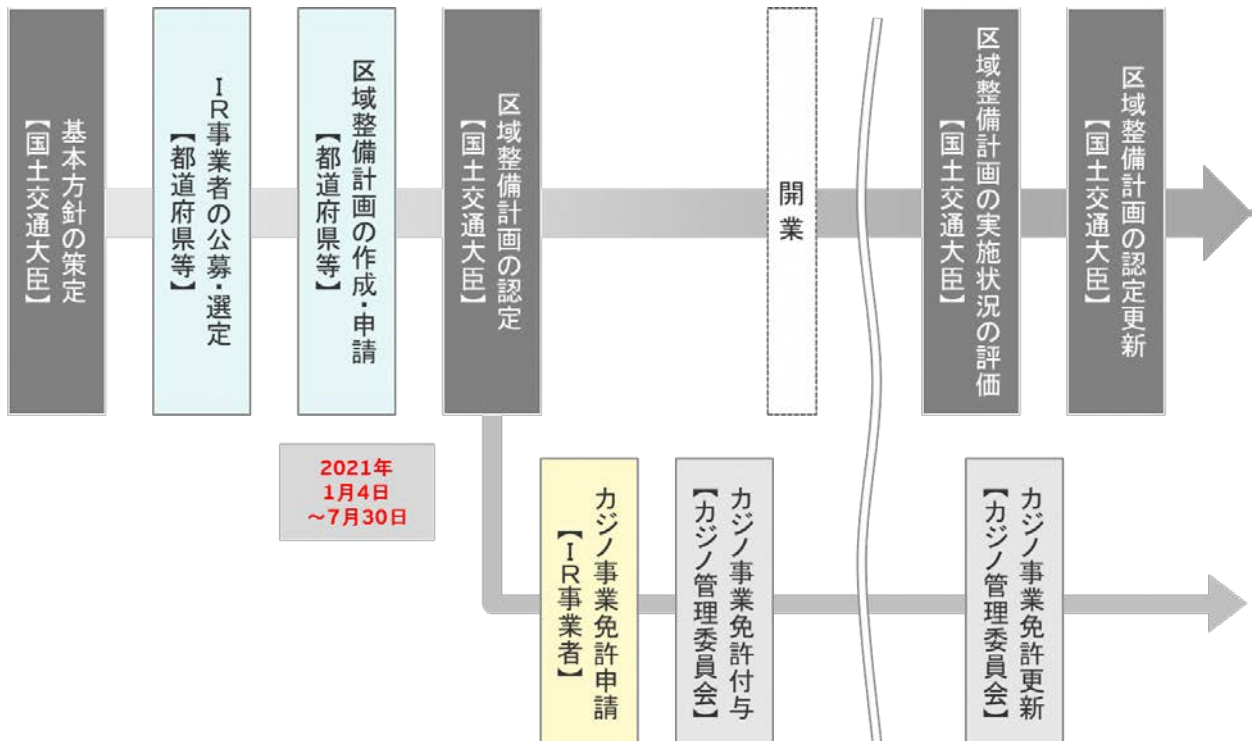 基本方針の策定
【国土交通大臣】
ＩＲ事業者の公募・選定
【都道府県等】
区域整備計画の作成・申請
【都道府県等】
区域整備計画の認定
【国土交通大臣】
開業
区域整備計画の実施状況の評価
【国土交通大臣】
区域整備計画の認定更新
【国土交通大臣】
2021年
1月4日
～7月30日
カジノ事業免許申請
【ＩＲ事業者】
カジノ事業免許付与
【カジノ管理委員会】
カジノ事業免許更新
【カジノ管理委員会】